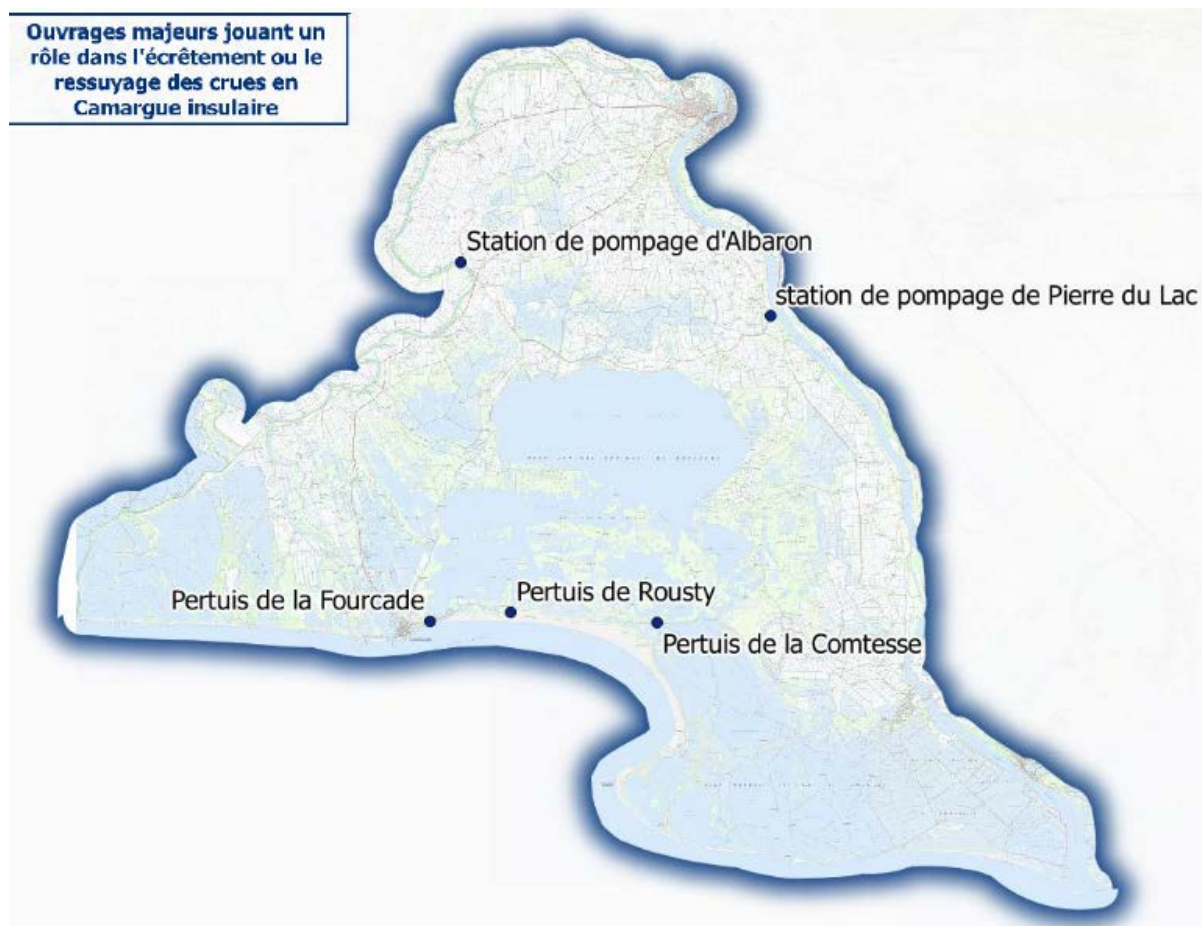 Ouvrages majeurs jouant un
rôle dans l'écrêtement ou le
ressuyage des crues en
Camargue insulaire
Station de pompage d'Albaron
station de pompage de Pierre du Lac
Pertuis de la Fourcade
Pertuis de Rousty
Pertuis de la Comtesse